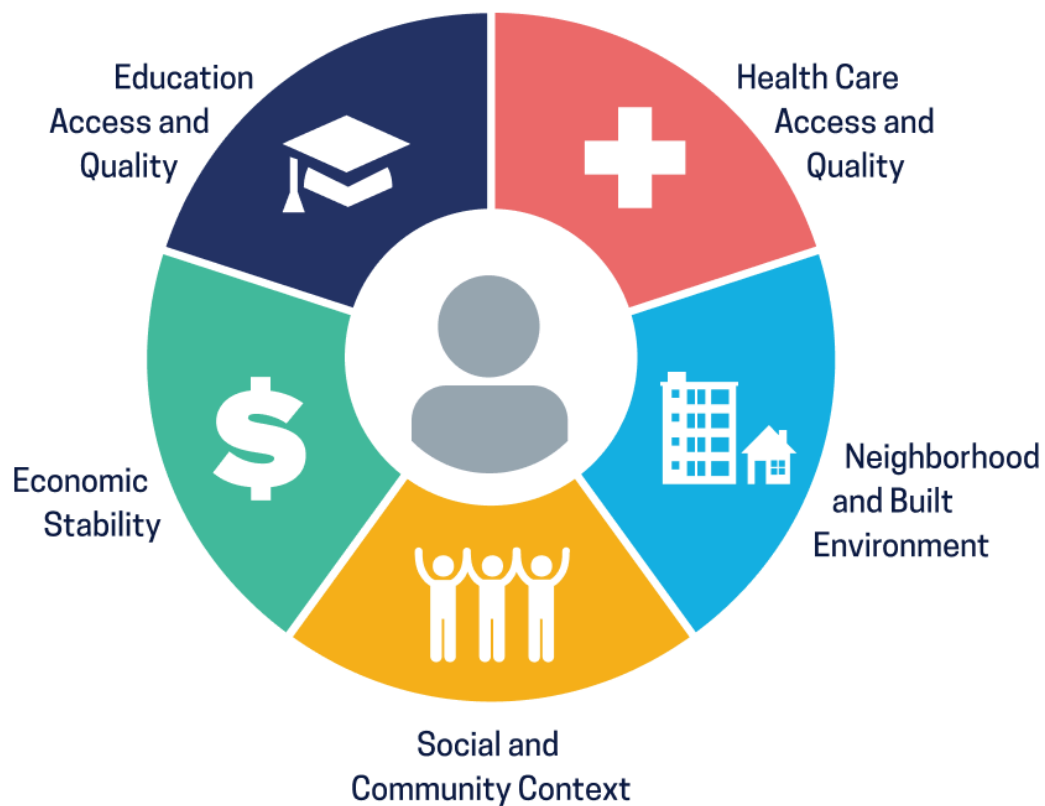 Education
Access and
Quality
Health Care
Access and
Quality
Economic
Stability
$
Neighborhood
and Built
Environment
Social and
Community Context